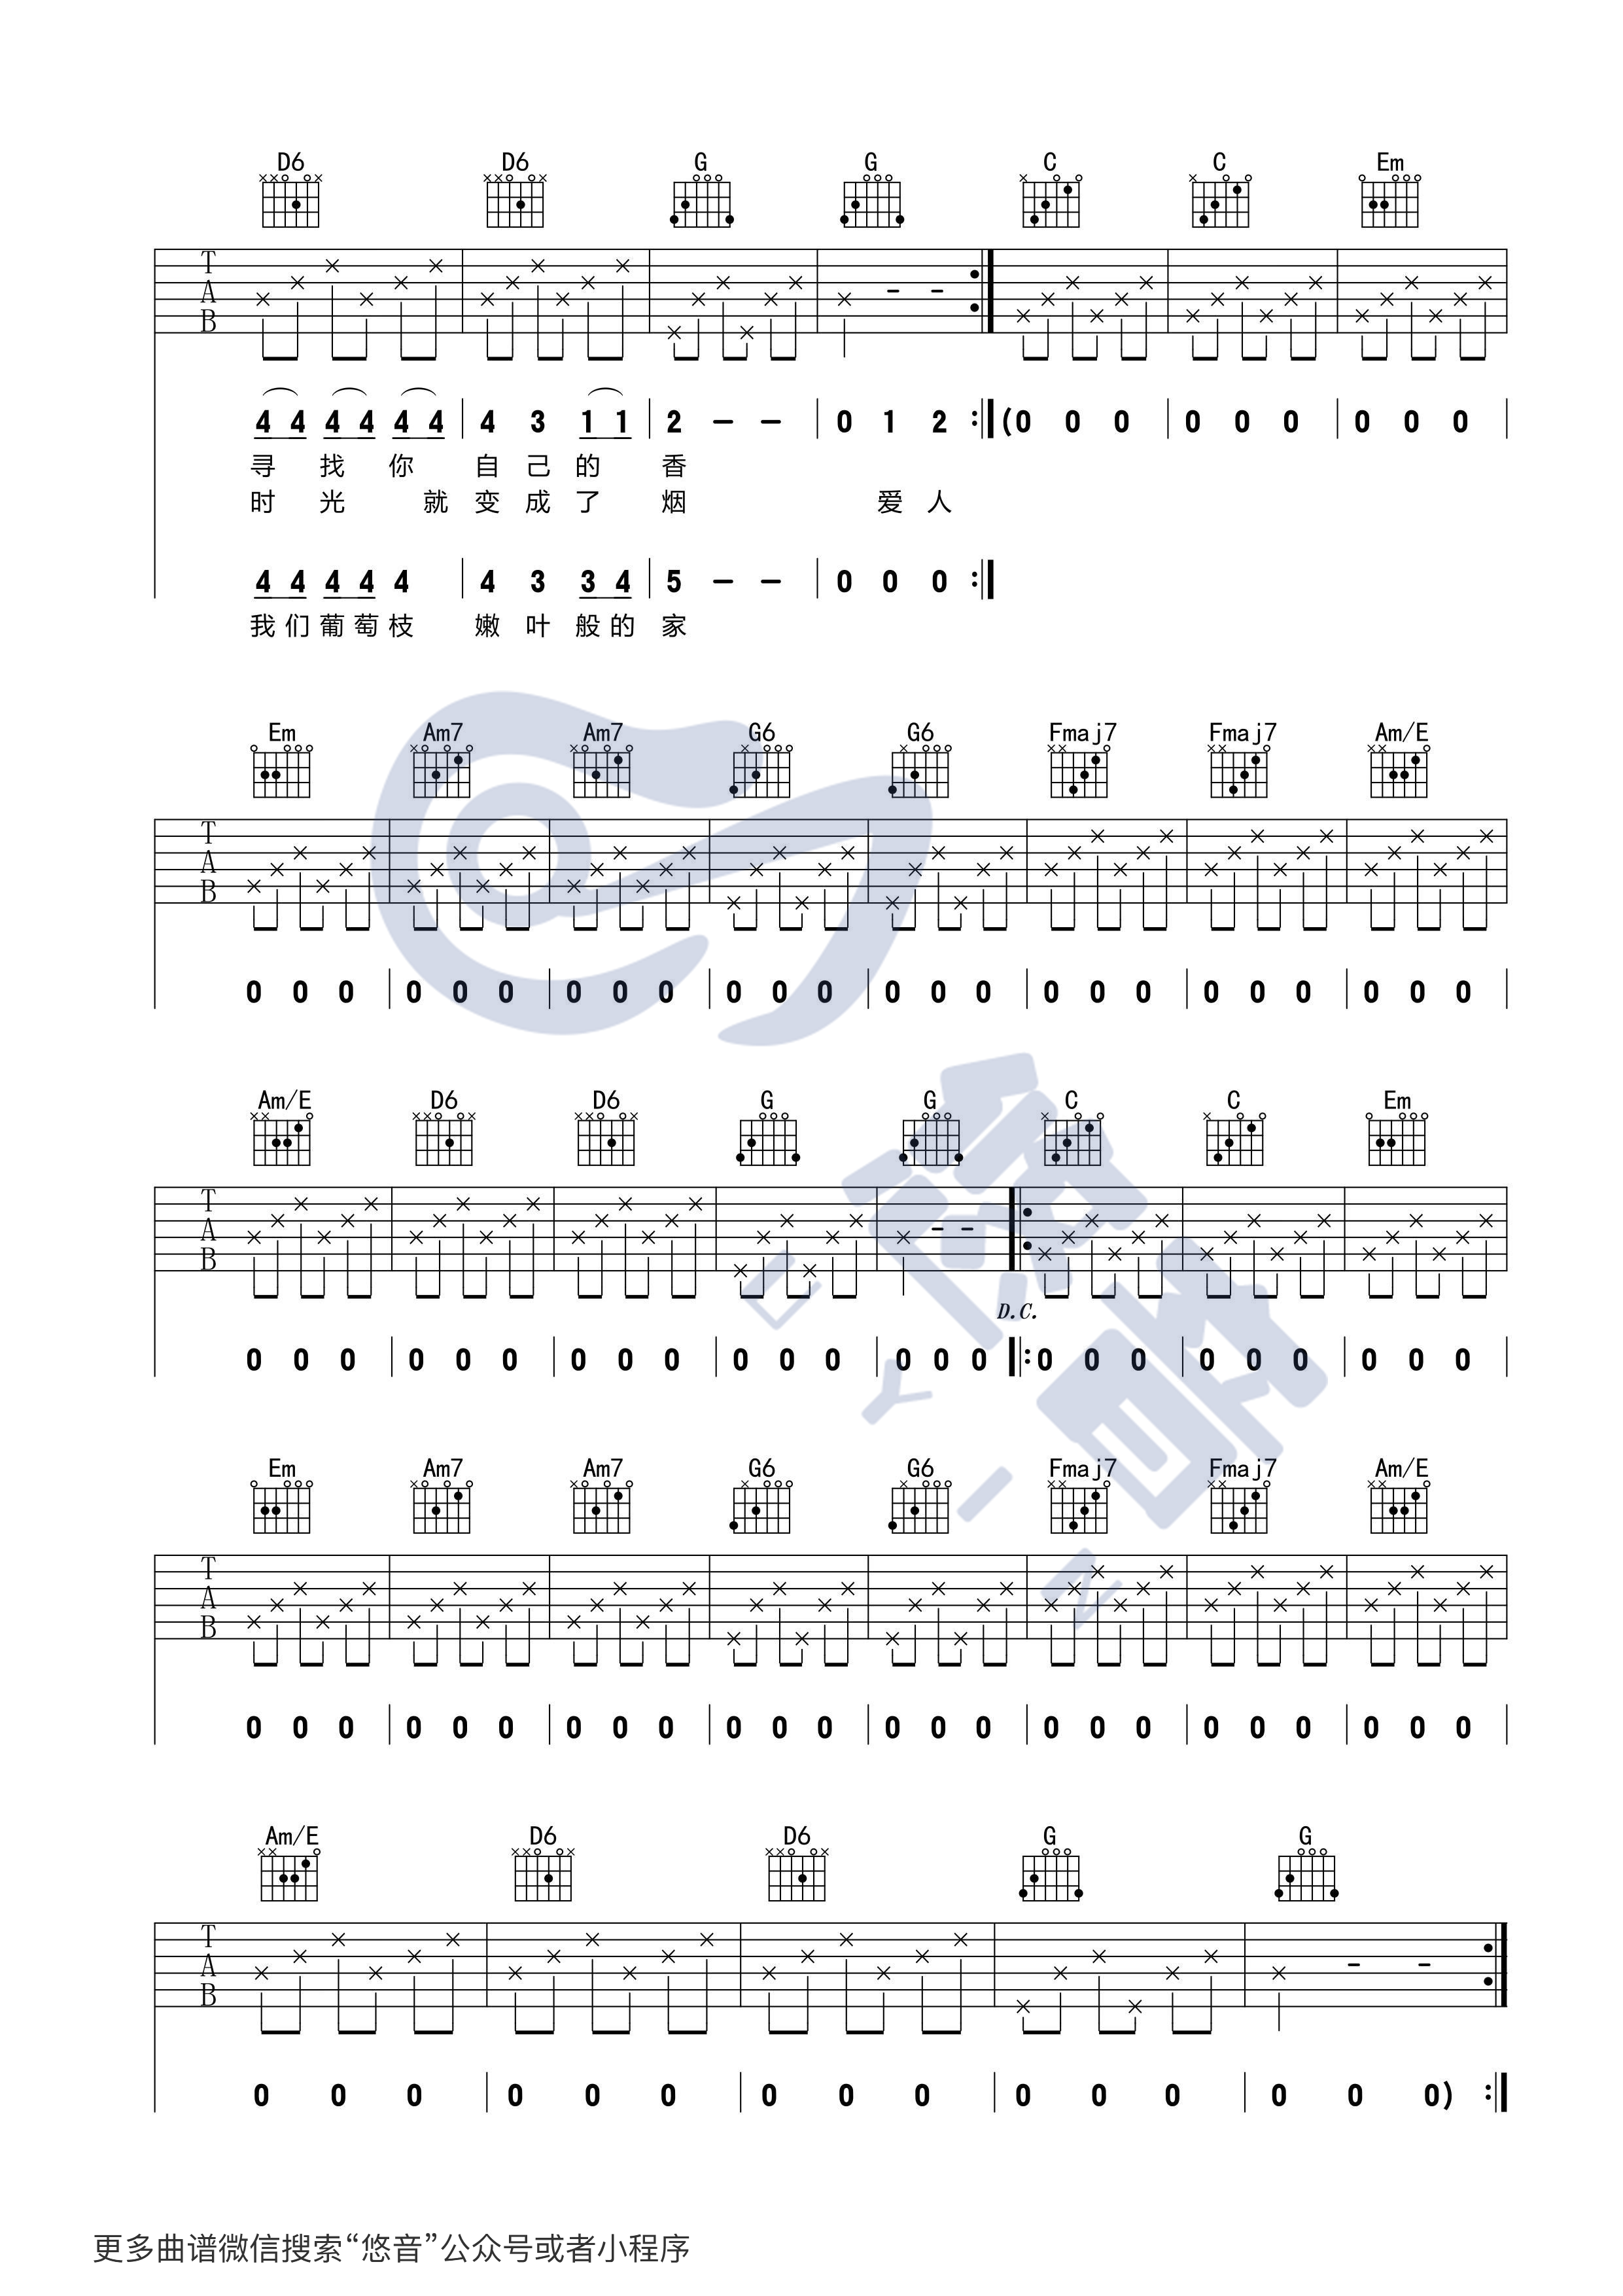 D6 D6 G G C C Em
T
A
B
4 4 4 4 4 4 | 4 3 1 1 | 2 – – | 0 1 2 :| (0 0 0 | 0 0 0 | 0 0 0 |
寻 找 你 自 己 的 香
时 光 就 变 成 了 烟 爱 人
4 4 4 4 4 | 4 3 3 4 | 5 – – | 0 0 0 :|
我 们 葡 萄 枝 嫩 叶 般 的 家
Em Am7 Am7 G6 G6 Fmaj7 Fmaj7 Am/E
T
A
B
0 0 0 | 0 0 0 | 0 0 0 | 0 0 0 | 0 0 0 | 0 0 0 | 0 0 0 | 0 0 0 |
Am/E D6 D6 G G C C Em
T
A
B
D.C.
0 0 0 | 0 0 0 | 0 0 0 | 0 0 0 | 0 0 0 |: 0 0 0 | 0 0 0 | 0 0 0 |
Em Am7 Am7 G6 G6 Fmaj7 Fmaj7 Am/E
T
A
B
0 0 0 | 0 0 0 | 0 0 0 | 0 0 0 | 0 0 0 | 0 0 0 | 0 0 0 | 0 0 0 |
Am/E D6 D6 G G
T
A
B
0 0 0 | 0 0 0 | 0 0 0 | 0 0 0 | 0 0 0) :|
悠音
U YIN
更多曲谱微信搜索“悠音”公众号或者小程序